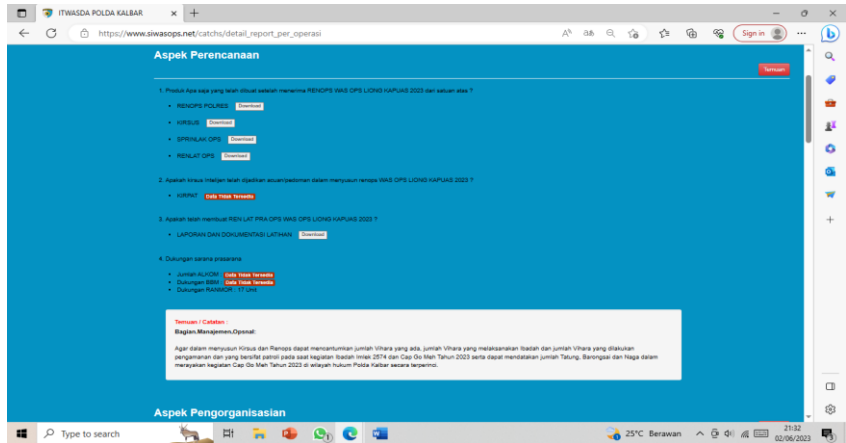 ITWASDA POLDA KALBAR
https://www.siwasops.net/catchs/detail_report_per_operasi
Sign in
Aspek Perencanaan
Temuan
1. Produk Apa saja yang telah dibuat setelah menerima RENOPS WAS OPS LIONG KAPUAS 2023 dari satuan atas ?
RENOPS POLRES Download
KIRSUS Download
SPRINLAK OPS Download
RENLAT OPS Download
2. Apakah kirsus intelijen telah dijadikan acuan/pedoman dalam menyusun renops WAS OPS LIONG KAPUAS 2023 ?
KIRPAT Data Tidak Tersedia
3. Apakah telah membuat REN LAT PRA OPS WAS OPS LIONG KAPUAS 2023 ?
LAPORAN DAN DOKUMENTASI LATIHAN Download
4. Dukungan sarana prasarana
Jumlah ALKOM : Data Tidak Tersedia
Dukungan BBM : Data Tidak Tersedia
Dukungan RANMOR : 17 Unit
Temuan / Catatan :
Bagian.Manajemen.Opsnal:
Agar dalam menyusun Kirsus dan Renops dapat mencantumkan jumlah Vihara yang ada, jumlah Vihara yang melaksanakan Ibadah dan jumlah Vihara yang dilakukan
pengamanan dan yang bersifat patroli pada saat kegiatan Ibadah Imlek 2574 dan Cap Go Meh Tahun 2023 serta dapat mendatakan jumlah Tatung, Barongsai dan Naga dalam
merayakan kegiatan Cap Go Meh Tahun 2023 di wilayah hukum Polda Kalbar secara terperinci.
Aspek Pengorganisasian
Type to search
25°C Berawan
21:32
02/06/2023